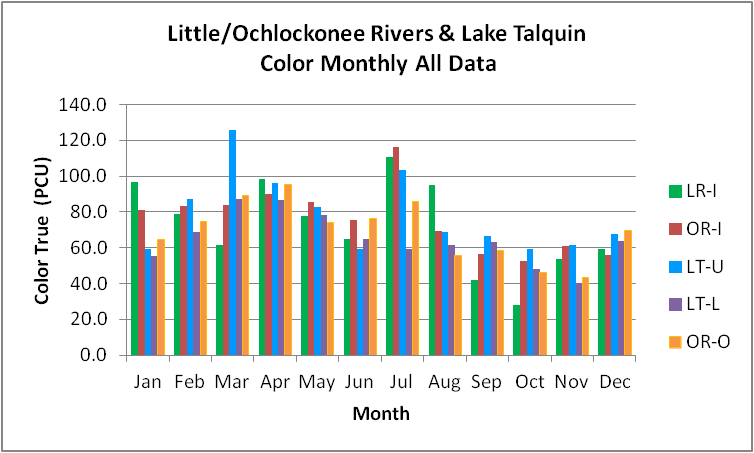 Little/Ochlockonee Rivers & Lake Talquin
Color Monthly All Data
140.0
120.0
100.0
80.0
60.0
40.0
20.0
0.0
Color True (PCU)
Jan Feb Mar Apr May Jun Jul Aug Sep Oct Nov Dec
Month
LR-I
OR-I
LT-U
LT-L
OR-O